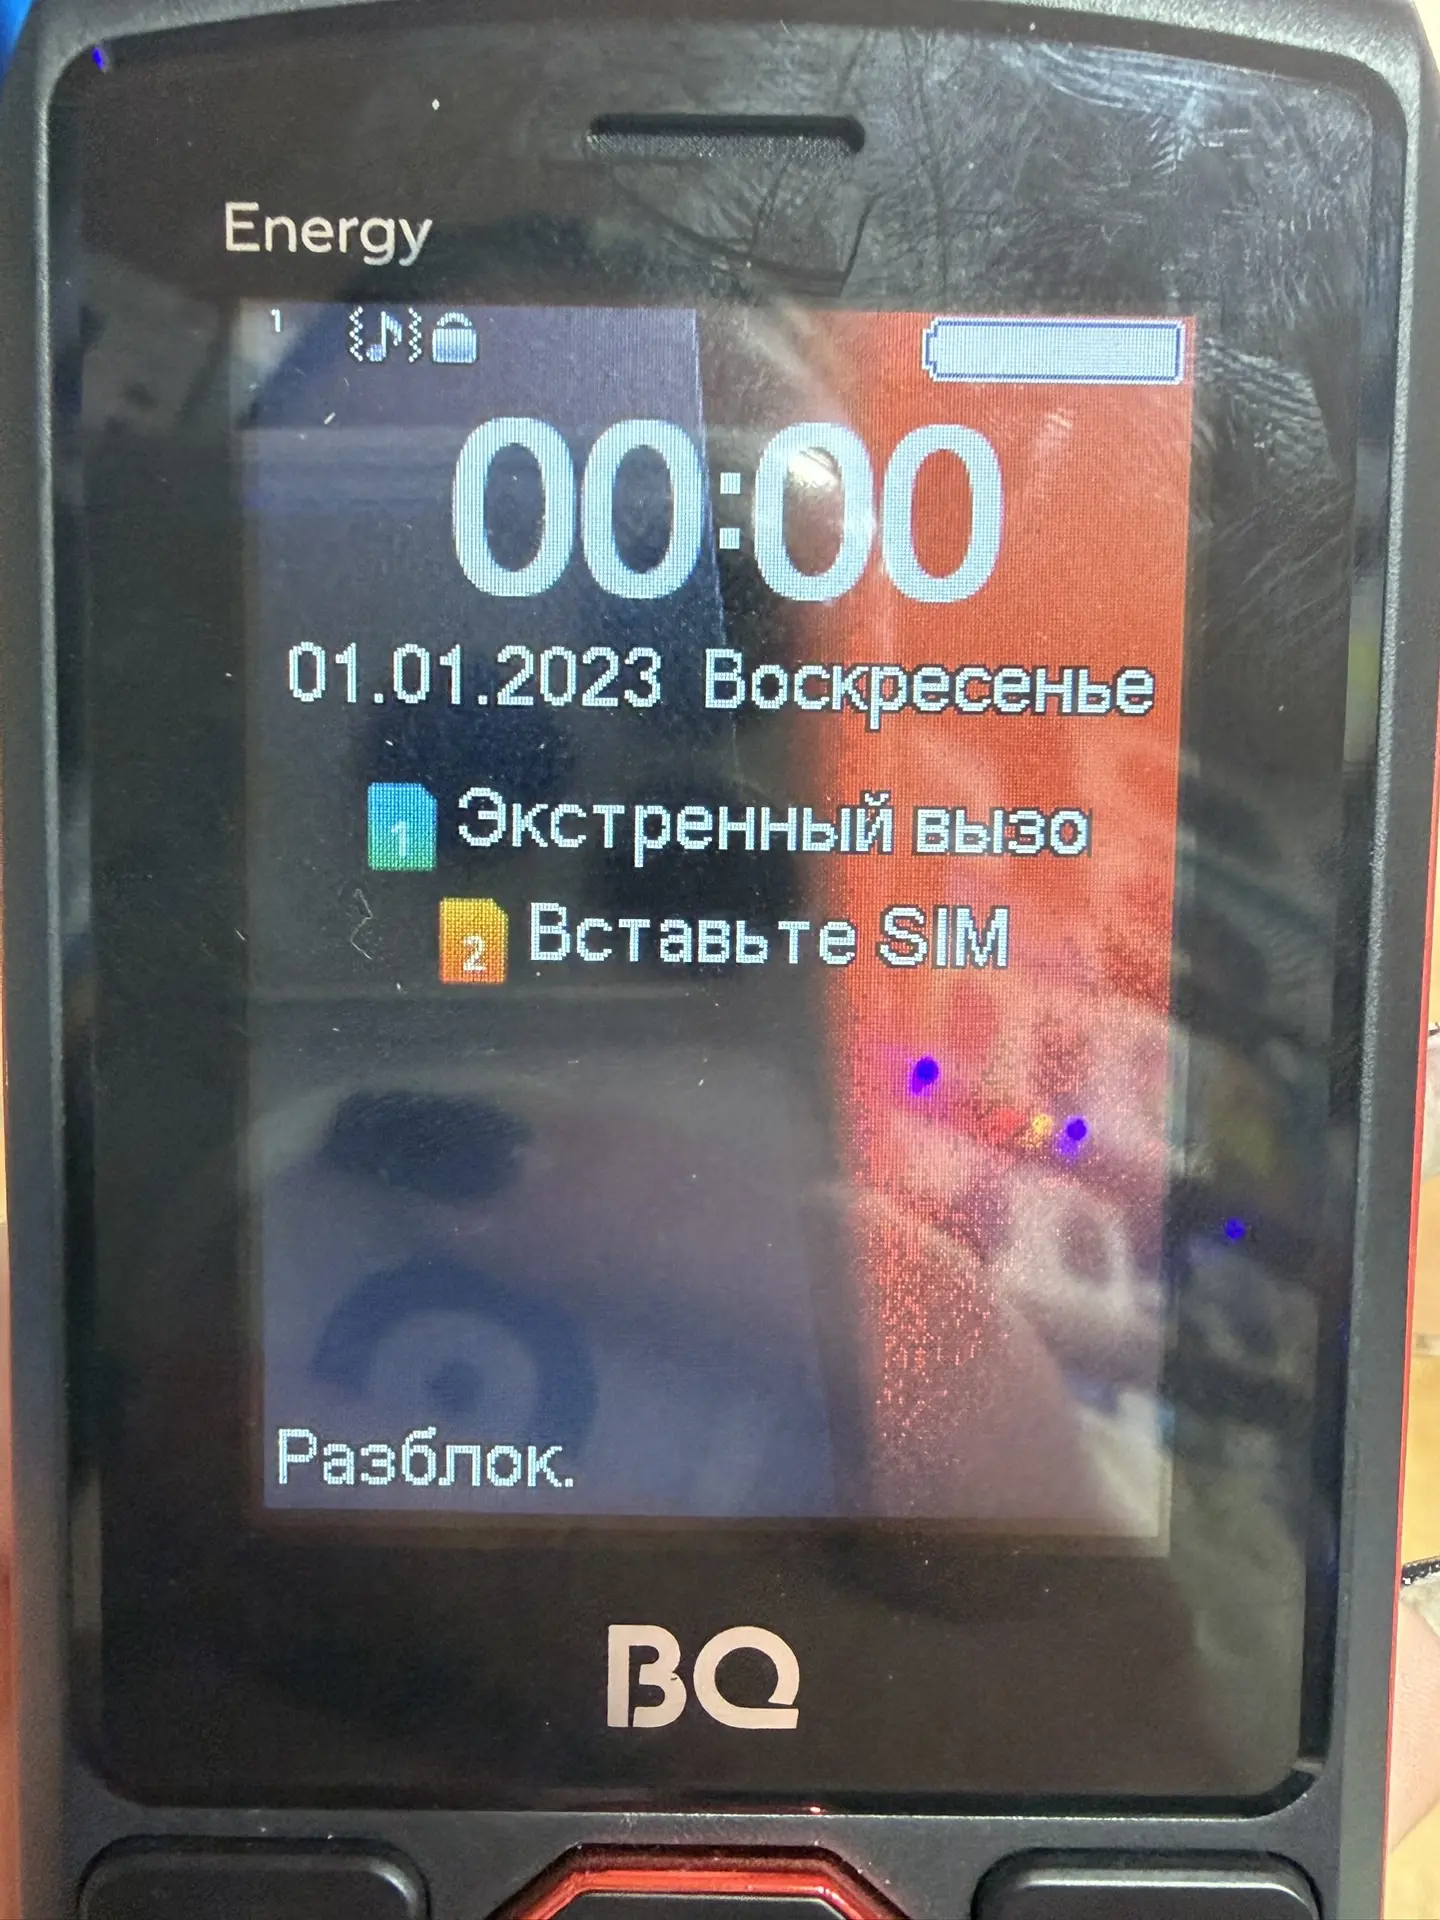 Energy
1
00:00
01.01.2023 Воскресенье
1 Экстренный вызо
2 Вставьте SIM
Разблок.
BQ